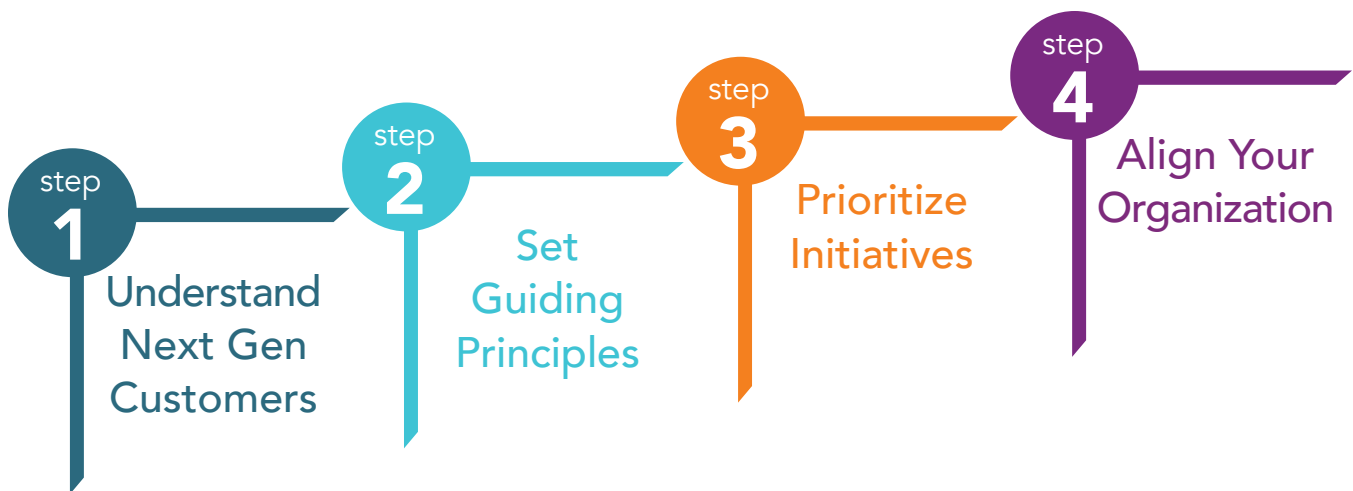 step
1
Understand
Next Gen
Customers
step
2
Set
Guiding
Principles
step
3
Prioritize
Initiatives
step
4
Align Your
Organization